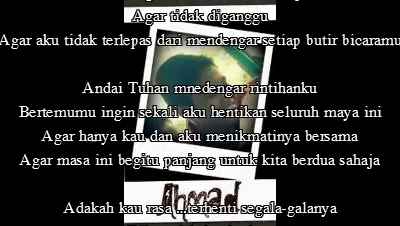 Agar tidak diganggu
Agar aku tidak terlepas dari mendengar setiap butir bicaramu
Andai Tuhan mnedengar rintihanku
Bertemumu ingin sekali aku hentikan seluruh maya ini
Agar hanya kau dan aku menikmatinya bersama
Agar masa ini begitu panjang untuk kita berdua sahaja
Ahmad
Adakah kau rasa ...terhenti segala-galanya